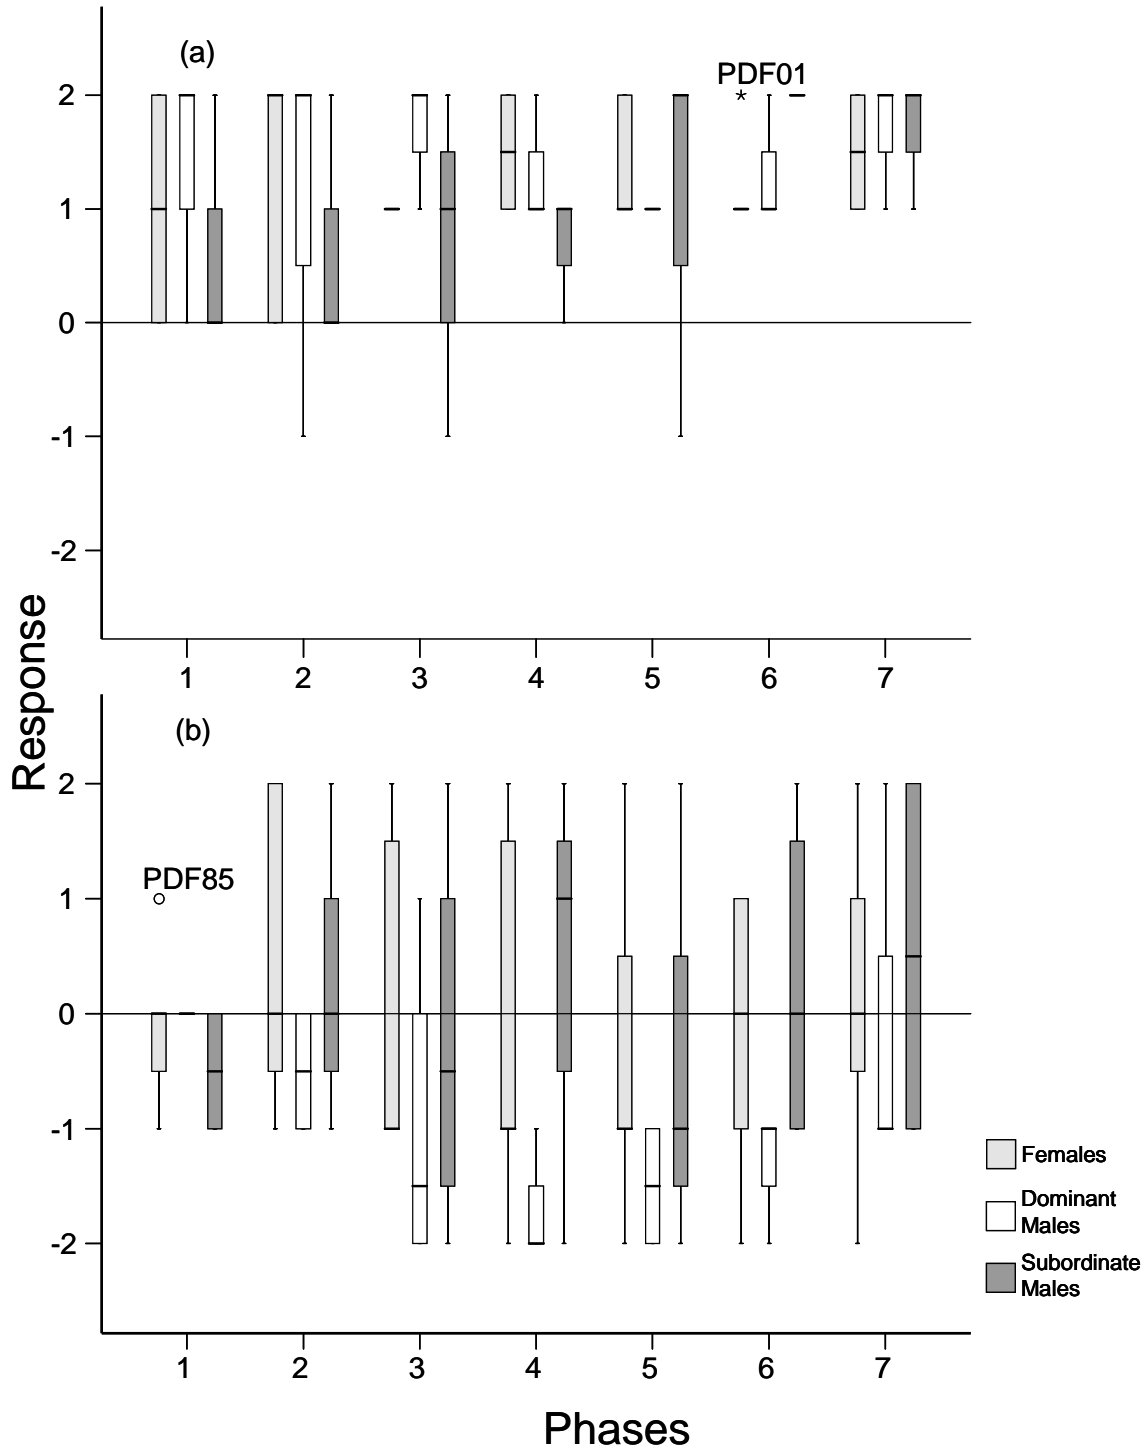 (a)
PDF01
*
2
1
0
-1
-2
1 2 3 4 5 6 7
Response
(b)
PDF85
2
1
0
-1
-2
1 2 3 4 5 6 7
Phases
Females
Dominant
Males
Subordinate
Males